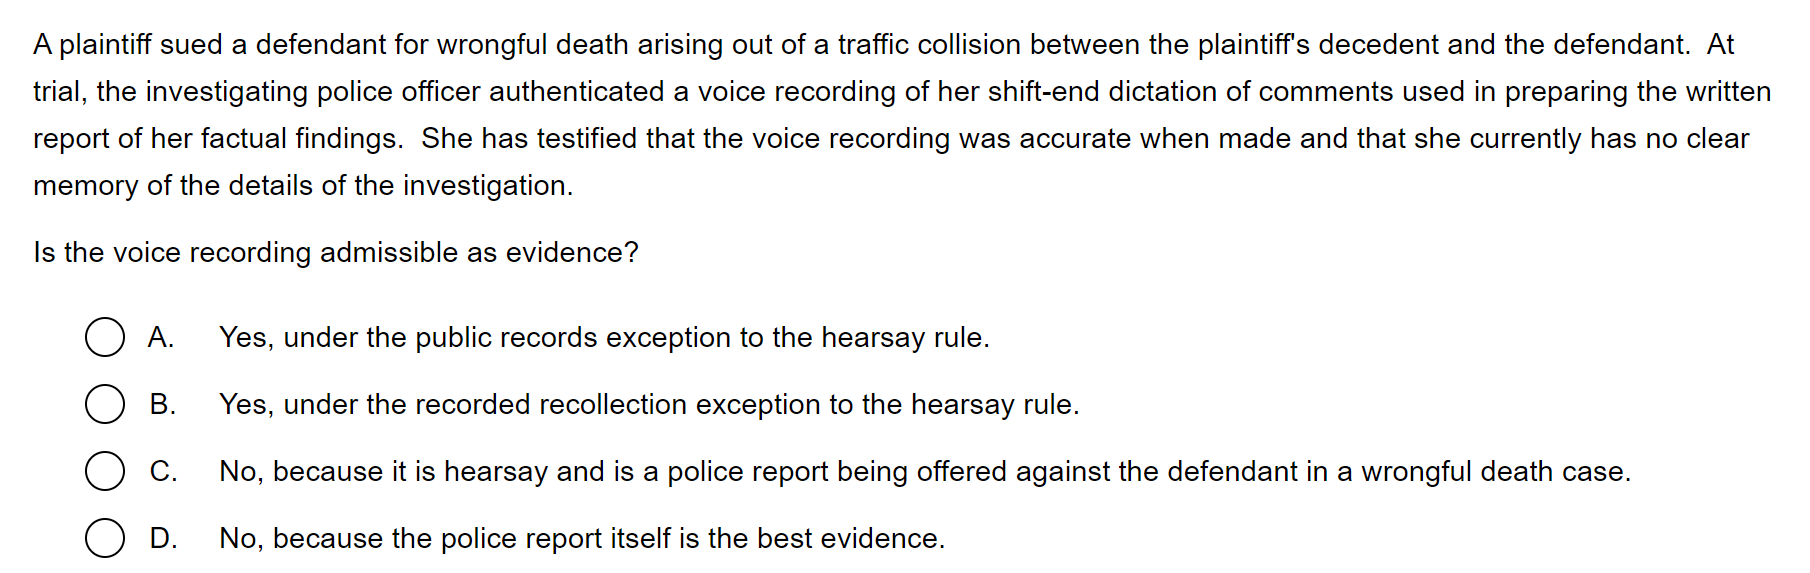 A plaintiff sued a defendant for wrongful death arising out of a traffic collision between the plaintiff's decedent and the defendant.  At
trial, the investigating police officer authenticated a voice recording of her shift-end dictation of comments used in preparing the written
report of her factual findings.  She has testified that the voice recording was accurate when made and that she currently has no clear
memory of the details of the investigation.
Is the voice recording admissible as evidence?
A. Yes, under the public records exception to the hearsay rule.
B. Yes, under the recorded recollection exception to the hearsay rule.
C. No, because it is hearsay and is a police report being offered against the defendant in a wrongful death case.
D. No, because the police report itself is the best evidence.